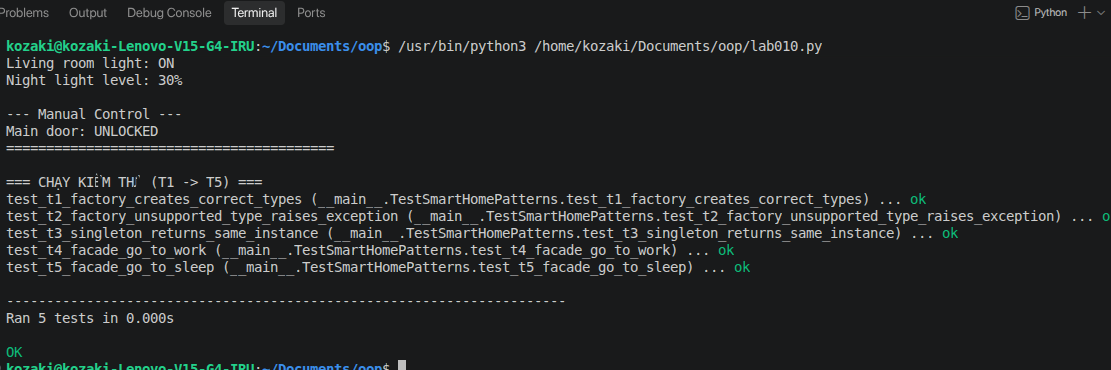 Problems Output Debug Console Terminal Ports Python
kozaki@kozaki-Lenovo-V15-G4-IRU:~/Documents/oop$ /usr/bin/python3 /home/kozaki/Documents/oop/lab010.py
Living room light: ON
Night light level: 30%
--- Manual Control ---
Main door: UNLOCKED
=========================================
=== CHẠY KIỂM THỬ (T1 -> T5) ===
test_t1_factory_creates_correct_types (__main__.TestSmartHomePatterns.test_t1_factory_creates_correct_types) ... ok
test_t2_factory_unsupported_type_raises_exception (__main__.TestSmartHomePatterns.test_t2_factory_unsupported_type_raises_exception) ... o
test_t3_singleton_returns_same_instance (__main__.TestSmartHomePatterns.test_t3_singleton_returns_same_instance) ... ok
test_t4_facade_go_to_work (__main__.TestSmartHomePatterns.test_t4_facade_go_to_work) ... ok
test_t5_facade_go_to_sleep (__main__.TestSmartHomePatterns.test_t5_facade_go_to_sleep) ... ok
----------------------------------------------------------------------
Ran 5 tests in 0.000s
OK
kozaki@kozaki-Lenovo-V15-G4-IRU:~/Documents/oop$